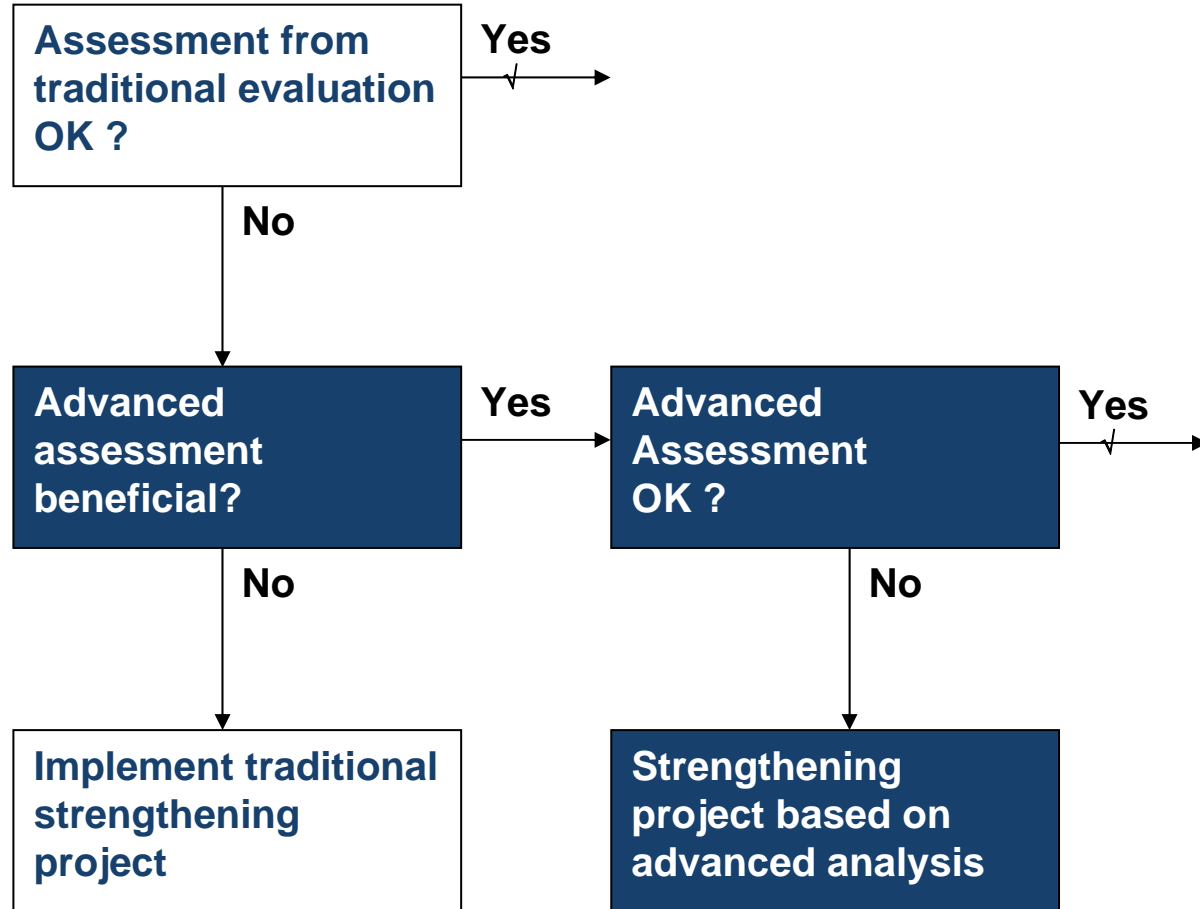 Assessment from
traditional evaluation
OK ?
Yes
No
Advanced
assessment
beneficial?
Yes
Advanced
Assessment
OK ?
Yes
No
No
Implement traditional
strengthening
project
Strengthening
project based on
advanced analysis